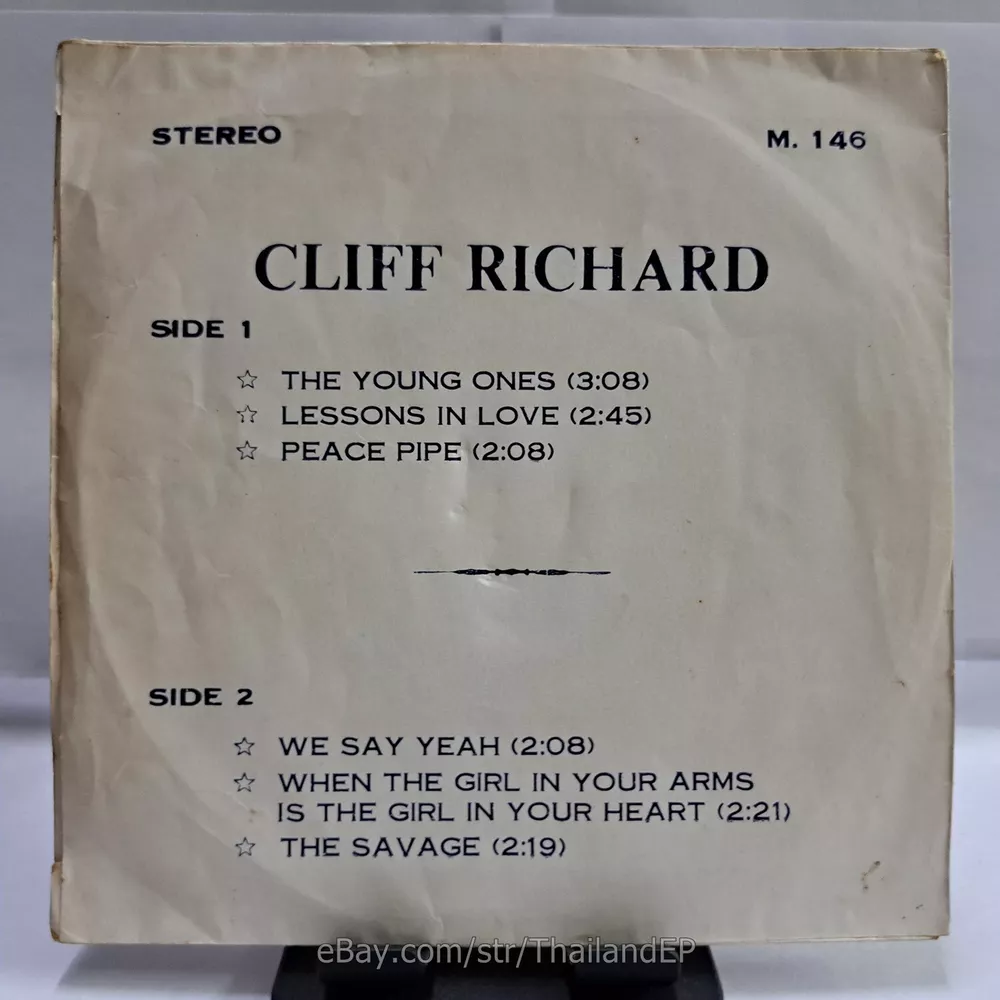 STEREO M. 146
CLIFF RICHARD
SIDE 1
☆ THE YOUNG ONES (3:08)
☆ LESSONS IN LOVE (2:45)
☆ PEACE PIPE (2:08)
SIDE 2
☆ WE SAY YEAH (2:08)
☆ WHEN THE GIRL IN YOUR ARMS
IS THE GIRL IN YOUR HEART (2:21)
☆ THE SAVAGE (2:19)
eBay.com/str/ThailandEP